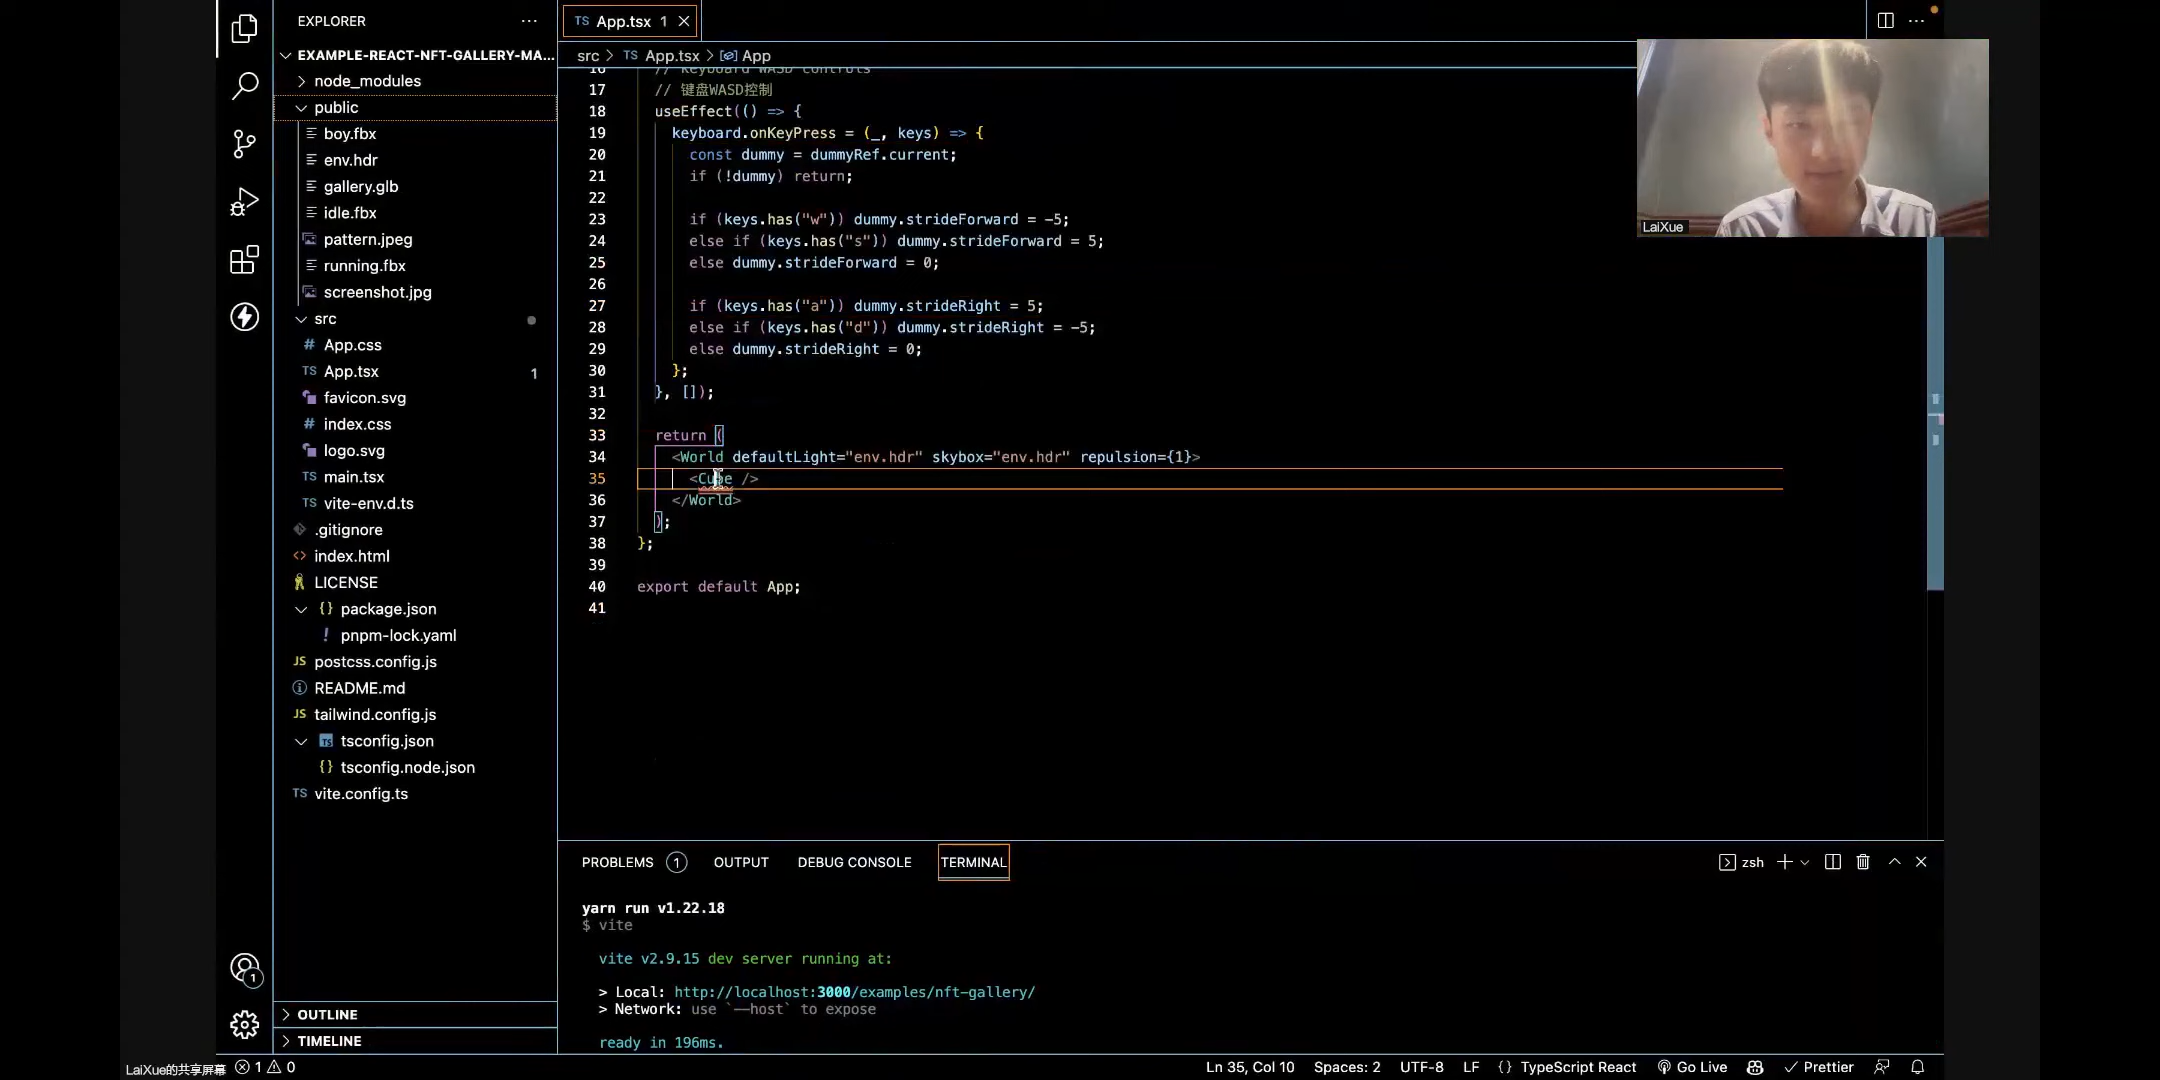 EXPLORER
EXAMPLE-REACT-NFT-GALLERY-MA...
node_modules
public
boy.fbx
env.hdr
gallery.glb
idle.fbx
pattern.jpeg
running.fbx
screenshot.jpg
src
App.css
App.tsx 1
favicon.svg
index.css
logo.svg
main.tsx
vite-env.d.ts
.gitignore
index.html
LICENSE
package.json
pnpm-lock.yaml
postcss.config.js
README.md
tailwind.config.js
tsconfig.json
tsconfig.node.json
vite.config.ts
OUTLINE
TIMELINE
TS App.tsx 1
src > TS App.tsx > App
16 // Keyboard WASD controls
17 // 键盘WASD控制
18 useEffect(() => {
19 keyboard.onKeyPress = (_, keys) => {
20 const dummy = dummyRef.current;
21 if (!dummy) return;
22
23 if (keys.has("w")) dummy.strideForward = -5;
24 else if (keys.has("s")) dummy.strideForward = 5;
25 else dummy.strideForward = 0;
26
27 if (keys.has("a")) dummy.strideRight = 5;
28 else if (keys.has("d")) dummy.strideRight = -5;
29 else dummy.strideRight = 0;
30 };
31 }, []);
32
33 return (
34 <World defaultLight="env.hdr" skybox="env.hdr" repulsion={1}>
35 <Cube />
36 </World>
37 );
38 };
39
40 export default App;
41
LaiXue
PROBLEMS 1 OUTPUT DEBUG CONSOLE TERMINAL
zsh
yarn run v1.22.18
$ vite
vite v2.9.15 dev server running at:
> Local: http://localhost:3000/examples/nft-gallery/
> Network: use `--host` to expose
ready in 196ms.
1
LaiXue的共享屏幕
1 0
Ln 35, Col 10 Spaces: 2 UTF-8 LF {} TypeScript React Go Live Prettier